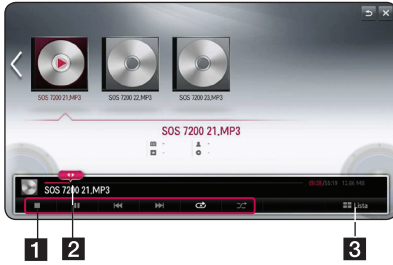 SOS 7200 21,MP3
SOS 7200 22,MP3
SOS 7200 23,MP3
SOS 7200 21,MP3
SOS 7200 21,MP3
Lista
1
2
3